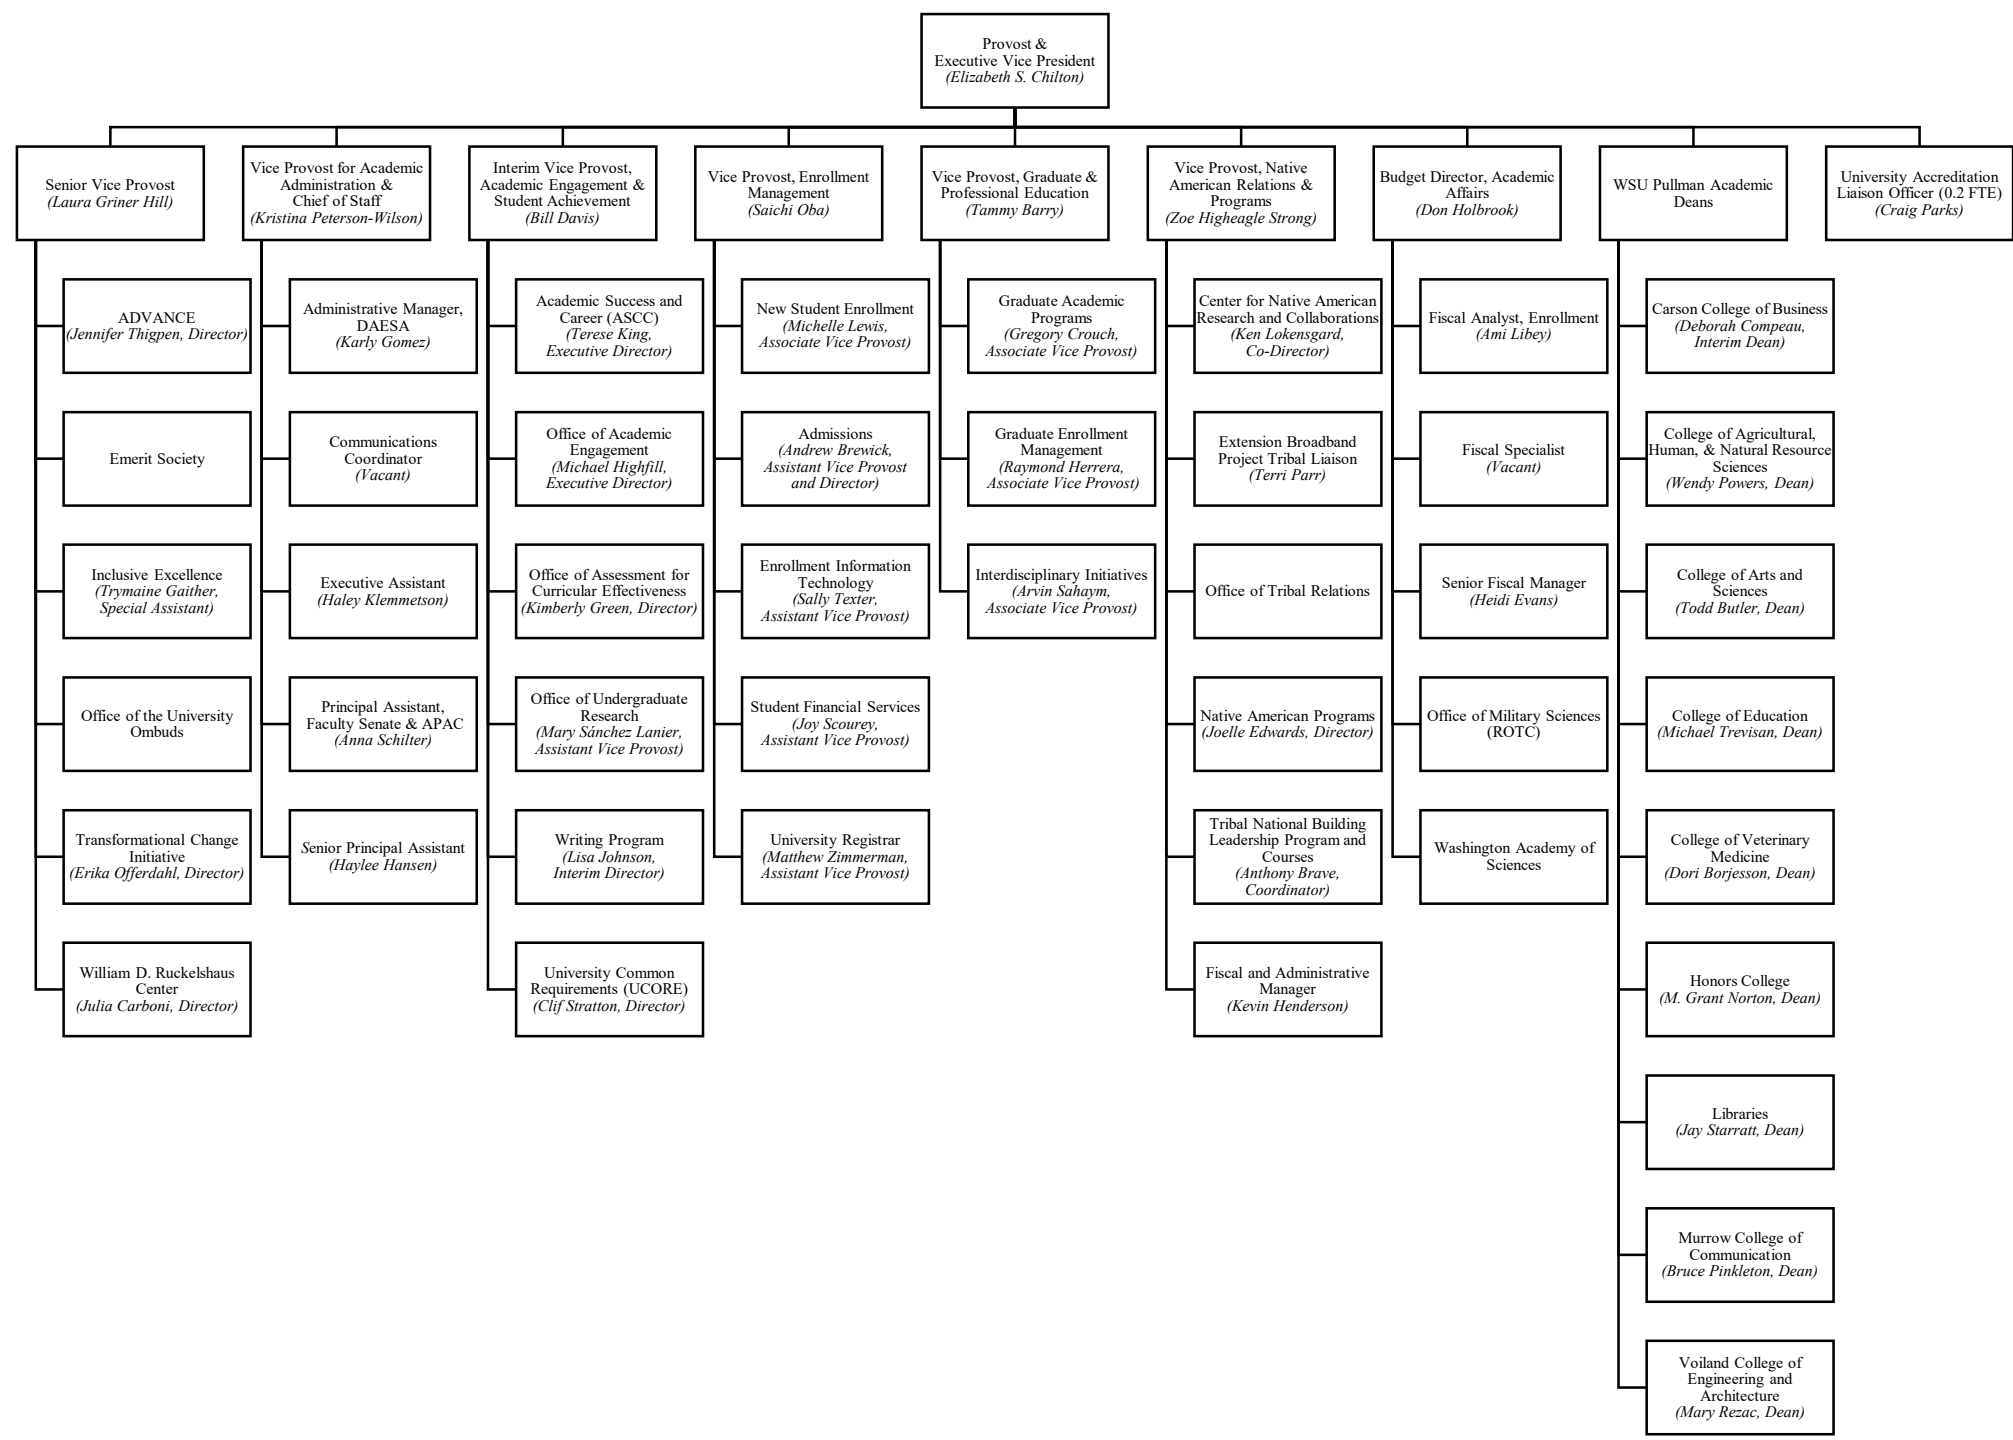 Provost &
Executive Vice President
(Elizabeth S. Chilton)
Senior Vice Provost
(Laura Griner Hill)
ADVANCE
(Jennifer Thigpen, Director)
Emerit Society
Inclusive Excellence
(Trymaine Gaither,
Special Assistant)
Office of the University
Ombuds
Transformational Change
Initiative
(Erika Offerdahl, Director)
William D. Ruckelshaus
Center
(Julia Carboni, Director)
Vice Provost for Academic
Administration &
Chief of Staff
(Kristina Peterson-Wilson)
Administrative Manager,
DAESA
(Karly Gomez)
Communications
Coordinator
(Vacant)
Executive Assistant
(Haley Klemmetson)
Principal Assistant,
Faculty Senate & APAC
(Anna Schilter)
Senior Principal Assistant
(Haylee Hansen)
Interim Vice Provost,
Academic Engagement &
Student Achievement
(Bill Davis)
Academic Success and
Career (ASCC)
(Terese King,
Executive Director)
Office of Academic
Engagement
(Michael Highfill,
Executive Director)
Office of Assessment for
Curricular Effectiveness
(Kimberly Green, Director)
Office of Undergraduate
Research
(Mary Sánchez Lanier,
Assistant Vice Provost)
Writing Program
(Lisa Johnson,
Interim Director)
University Common
Requirements (UCORE)
(Clif Stratton, Director)
Vice Provost, Enrollment
Management
(Saichi Oba)
New Student Enrollment
(Michelle Lewis,
Associate Vice Provost)
Admissions
(Andrew Brewick,
Assistant Vice Provost
and Director)
Enrollment Information
Technology
(Sally Texter,
Assistant Vice Provost)
Student Financial Services
(Joy Scourey,
Assistant Vice Provost)
University Registrar
(Matthew Zimmerman,
Assistant Vice Provost)
Vice Provost, Graduate &
Professional Education
(Tammy Barry)
Graduate Academic
Programs
(Gregory Crouch,
Associate Vice Provost)
Graduate Enrollment
Management
(Raymond Herrera,
Associate Vice Provost)
Interdisciplinary Initiatives
(Arvin Sahaym,
Associate Vice Provost)
Vice Provost, Native
American Relations &
Programs
(Zoe Higheagle Strong)
Center for Native American
Research and Collaborations
(Ken Lokensgard,
Co-Director)
Extension Broadband
Project Tribal Liaison
(Terri Parr)
Office of Tribal Relations
Native American Programs
(Joelle Edwards, Director)
Tribal National Building
Leadership Program and
Courses
(Anthony Brave,
Coordinator)
Fiscal and Administrative
Manager
(Kevin Henderson)
Budget Director, Academic
Affairs
(Don Holbrook)
Fiscal Analyst, Enrollment
(Ami Libey)
Fiscal Specialist
(Vacant)
Senior Fiscal Manager
(Heidi Evans)
Office of Military Sciences
(ROTC)
Washington Academy of
Sciences
WSU Pullman Academic
Deans
Carson College of Business
(Deborah Compeau,
Interim Dean)
College of Agricultural,
Human, & Natural Resource
Sciences
(Wendy Powers, Dean)
College of Arts and
Sciences
(Todd Butler, Dean)
College of Education
(Michael Trevisan, Dean)
College of Veterinary
Medicine
(Dori Borjesson, Dean)
Honors College
(M. Grant Norton, Dean)
Libraries
(Jay Starratt, Dean)
Murrow College of
Communication
(Bruce Pinkleton, Dean)
Voiland College of
Engineering and
Architecture
(Mary Rezac, Dean)
University Accreditation
Liaison Officer (0.2 FTE)
(Craig Parks)